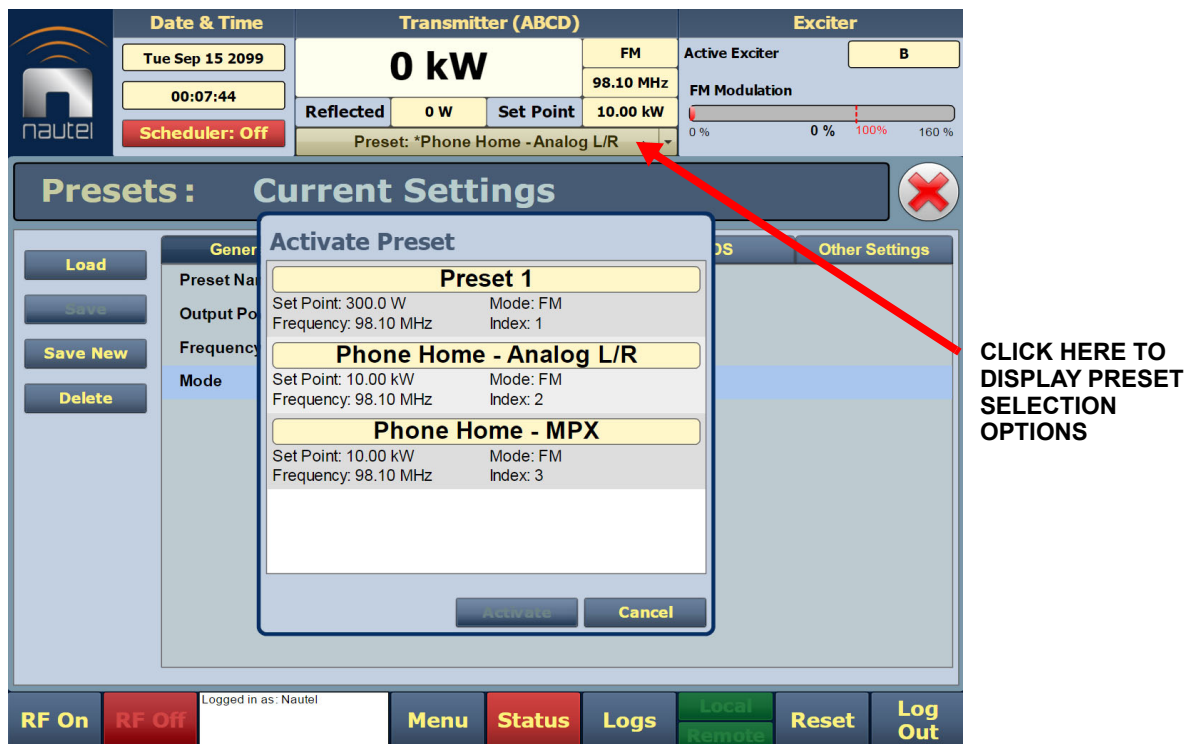 nautel
Date & Time
Tue Sep 15 2099
00:07:44
Scheduler: Off
Transmitter (ABCD)
0 kW
FM
98.10 MHz
Reflected 0 W Set Point 10.00 kW
Preset: *Phone Home - Analog L/R
Exciter
Active Exciter B
FM Modulation
0 % 0 % 100% 160 %
Presets: Current Settings
Load
Save
Save New
Delete
Gener
OS
Other Settings
Preset Na
Output Po
Frequency
Mode
Activate Preset
Preset 1
Set Point: 300.0 W Mode: FM
Frequency: 98.10 MHz Index: 1
Phone Home - Analog L/R
Set Point: 10.00 kW Mode: FM
Frequency: 98.10 MHz Index: 2
Phone Home - MPX
Set Point: 10.00 kW Mode: FM
Frequency: 98.10 MHz Index: 3
Activate Cancel
CLICK HERE TO
DISPLAY PRESET
SELECTION
OPTIONS
RF On
RF Off
Logged in as: Nautel
Menu
Status
Logs
Local
Remote
Reset
Log
Out